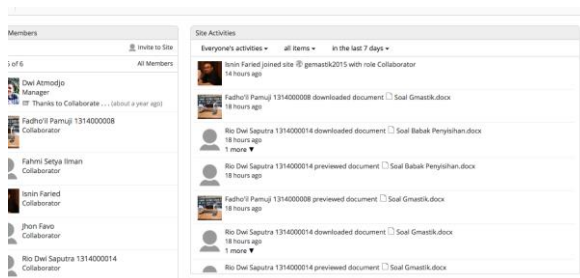 Members
Invite to Site
of 6
All Members
Dwi Atmodjo
Manager
Thanks to Collaborate . . . (about a year ago)
Fadho'il Pamuji 1314000008
Collaborator
Fahmi Setya Ilman
Collaborator
Isnin Faried
Collaborator
Jhon Favo
Collaborator
Rio Dwi Saputra 1314000014
Collaborator
Site Activities
Everyone's activities all items in the last 7 days
Isnin Faried joined site gemastik2015 with role Collaborator
14 hours ago
Fadho'il Pamuji 1314000008 downloaded document Soal Gmastik.docx
18 hours ago
Rio Dwi Saputra 1314000014 downloaded document Soal Babak Penyisihan.docx
18 hours ago
1 more
Rio Dwi Saputra 1314000014 previewed document Soal Babak Penyisihan.docx
18 hours ago
Fadho'il Pamuji 1314000008 previewed document Soal Gmastik.docx
18 hours ago
Rio Dwi Saputra 1314000014 downloaded document Soal Gmastik.docx
18 hours ago
1 more
Rio Dwi Saputra 1314000014 previewed document Soal Gmastik.docx